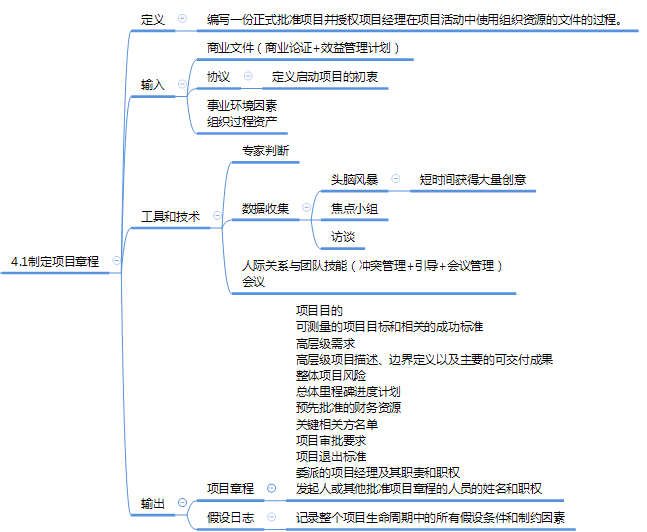 4.1制定项目章程
定义
编写一份正式批准项目并授权项目经理在项目活动中使用组织资源的文件的过程。
输入
商业文件（商业论证+效益管理计划）
协议
定义启动项目的初衷
事业环境因素
组织过程资产
工具和技术
专家判断
数据收集
头脑风暴
短时间获得大量创意
焦点小组
访谈
人际关系与团队技能（冲突管理+引导+会议管理）
会议
输出
项目章程
项目目的
可测量的项目目标和相关的成功标准
高层级需求
高层级项目描述、边界定义以及主要的可交付成果
整体项目风险
总体里程碑进度计划
预先批准的财务资源
关键相关方名单
项目审批要求
项目退出标准
委派的项目经理及其职责和职权
发起人或其他批准项目章程的人员的姓名和职权
假设日志
记录整个项目生命周期中的所有假设条件和制约因素